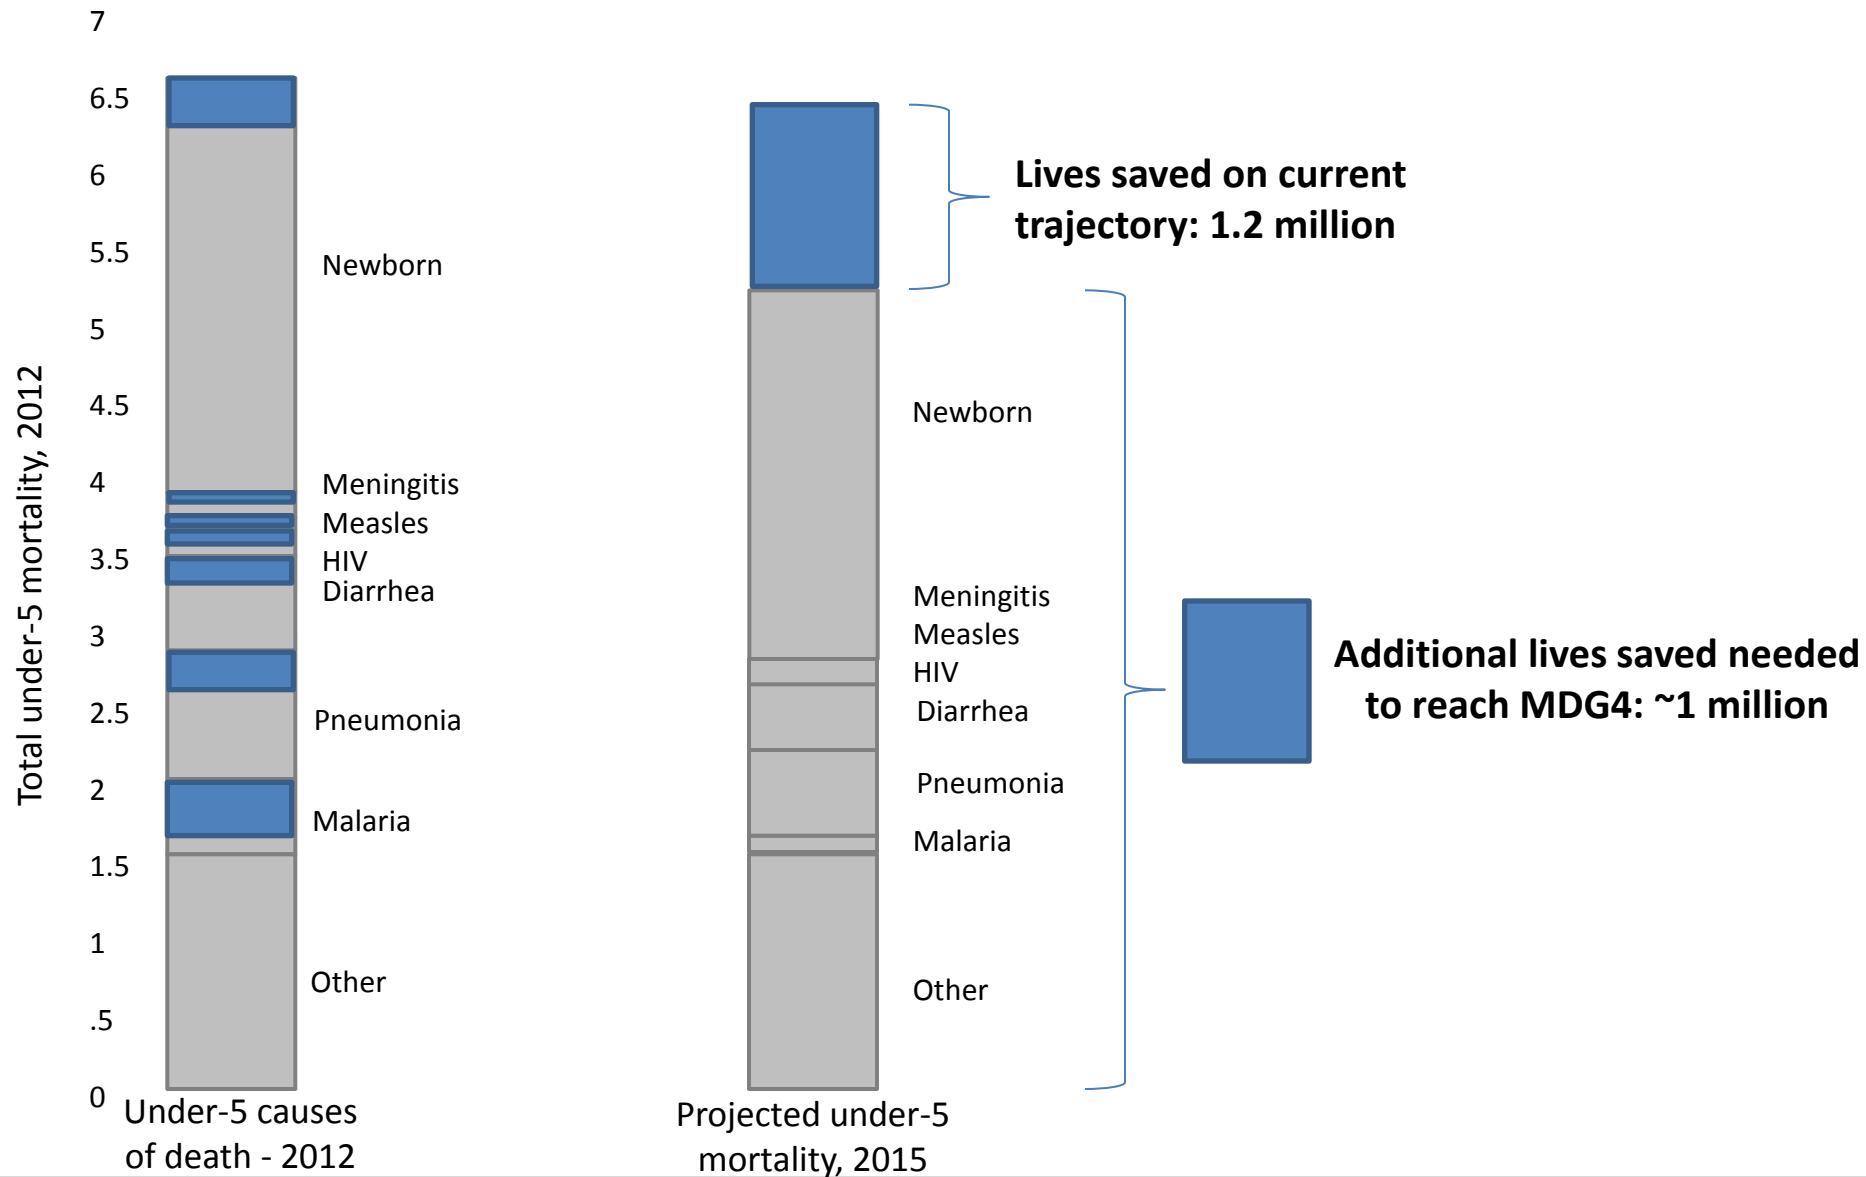 7
6.5
6
5.5
5
4.5
4
3.5
3
2.5
2
1.5
1
.5
0
Total under-5 mortality, 2012
Newborn
Meningitis
Measles
HIV
Diarrhea
Pneumonia
Malaria
Other
Under-5 causes
of death - 2012
Newborn
Meningitis
Measles
HIV
Diarrhea
Pneumonia
Malaria
Other
Projected under-5
mortality, 2015
Lives saved on current
trajectory: 1.2 million
Additional lives saved needed
to reach MDG4: ~1 million